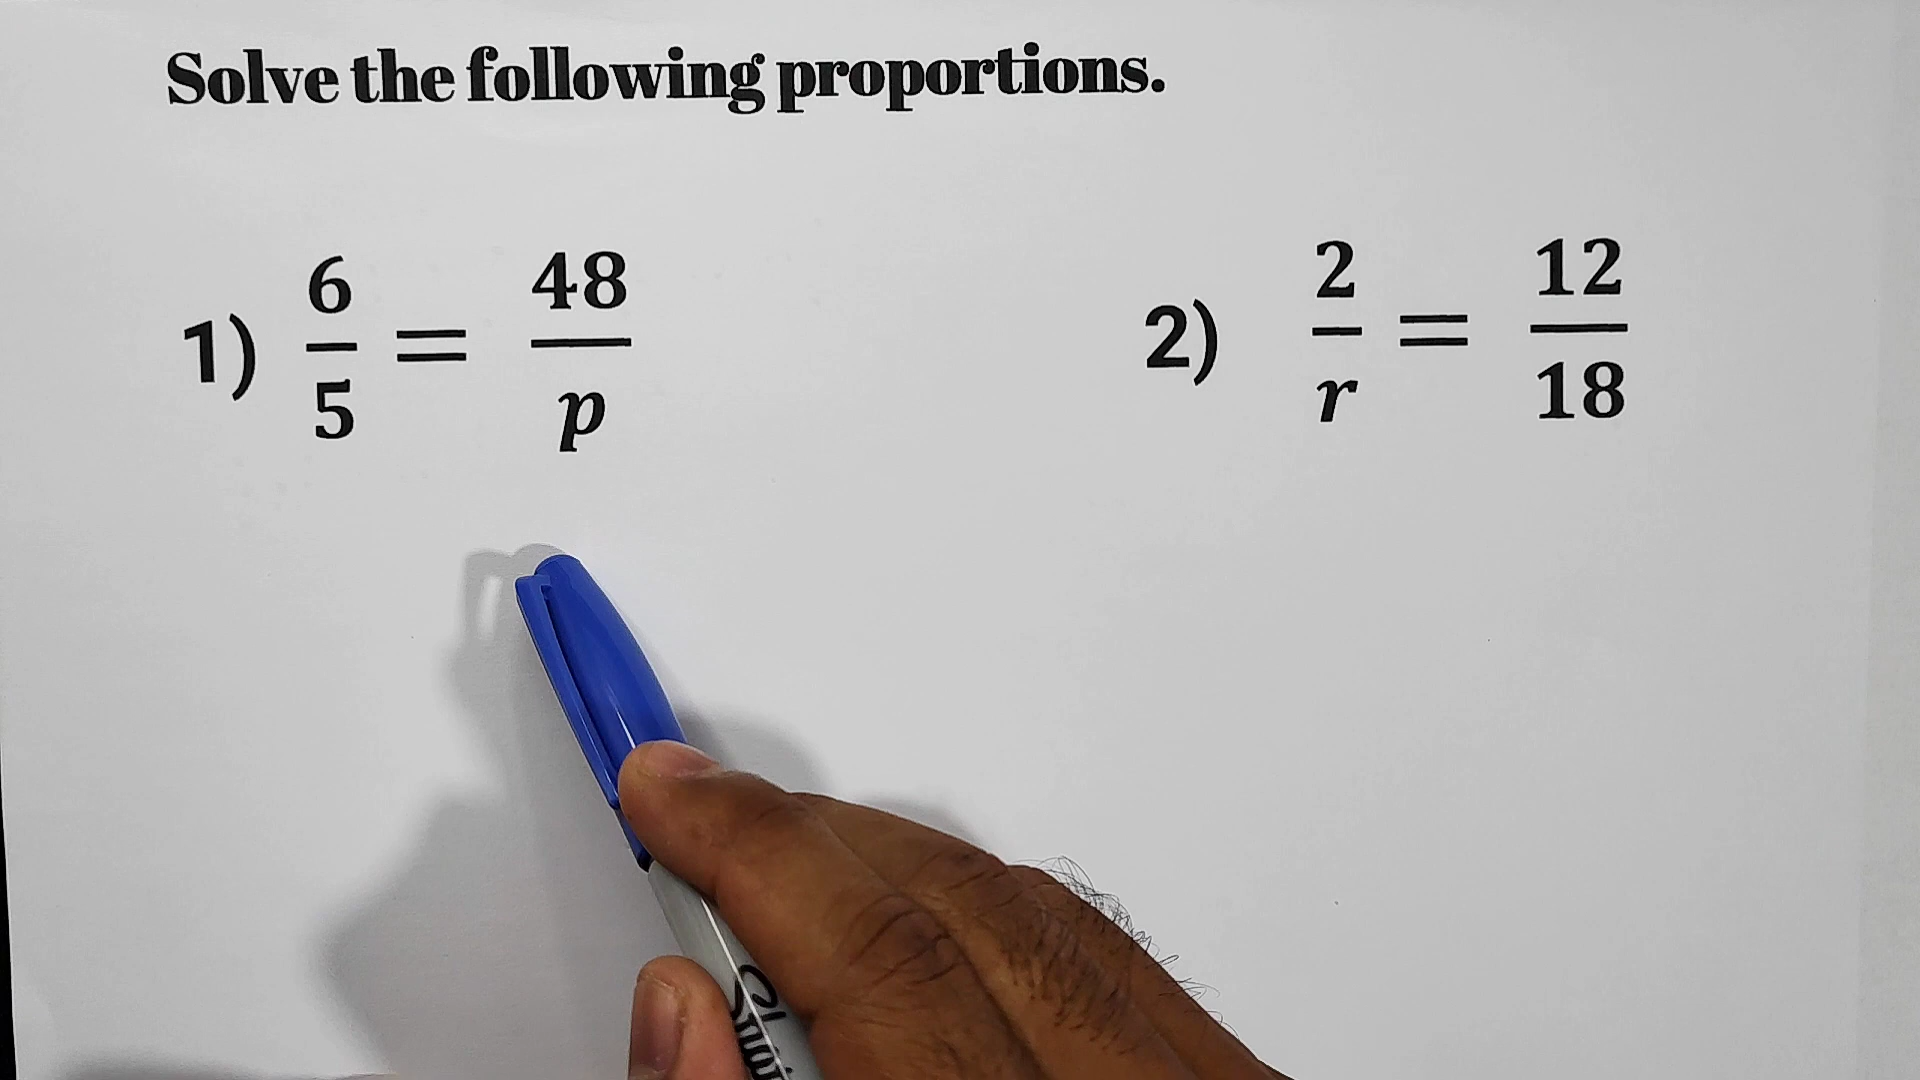 Solve the following proportions.
1) 6/5 = 48/p
2) 2/r = 12/18